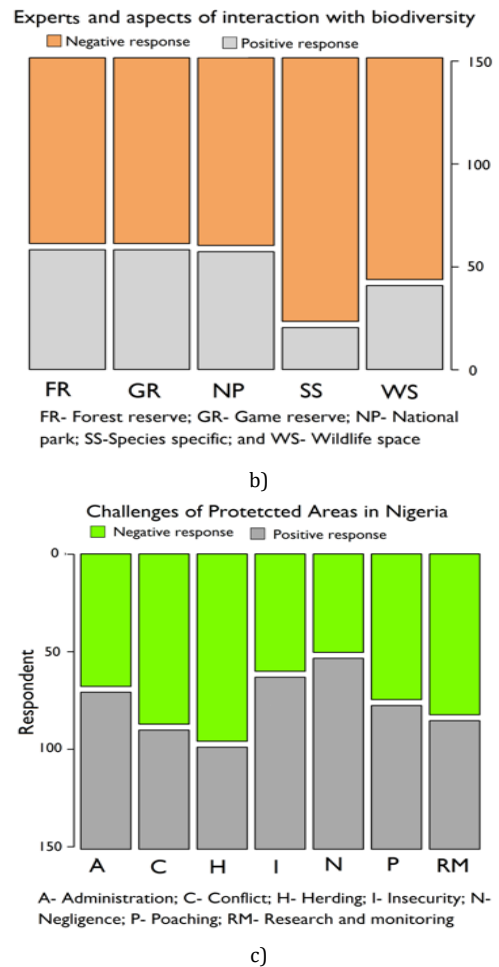 Experts and aspects of interaction with biodiversity
Negative response Positive response
150
100
50
0
FR GR NP SS WS
FR- Forest reserve; GR- Game reserve; NP- National
park; SS-Species specific; and WS- Wildlife space
b)
Challenges of Protetcted Areas in Nigeria
Negative response Positive response
0
50
100
150
Respondent
A C H I N P RM
A- Administration; C- Conflict; H- Herding; I- Insecurity; N-
Negligence; P- Poaching; RM- Research and monitoring
c)